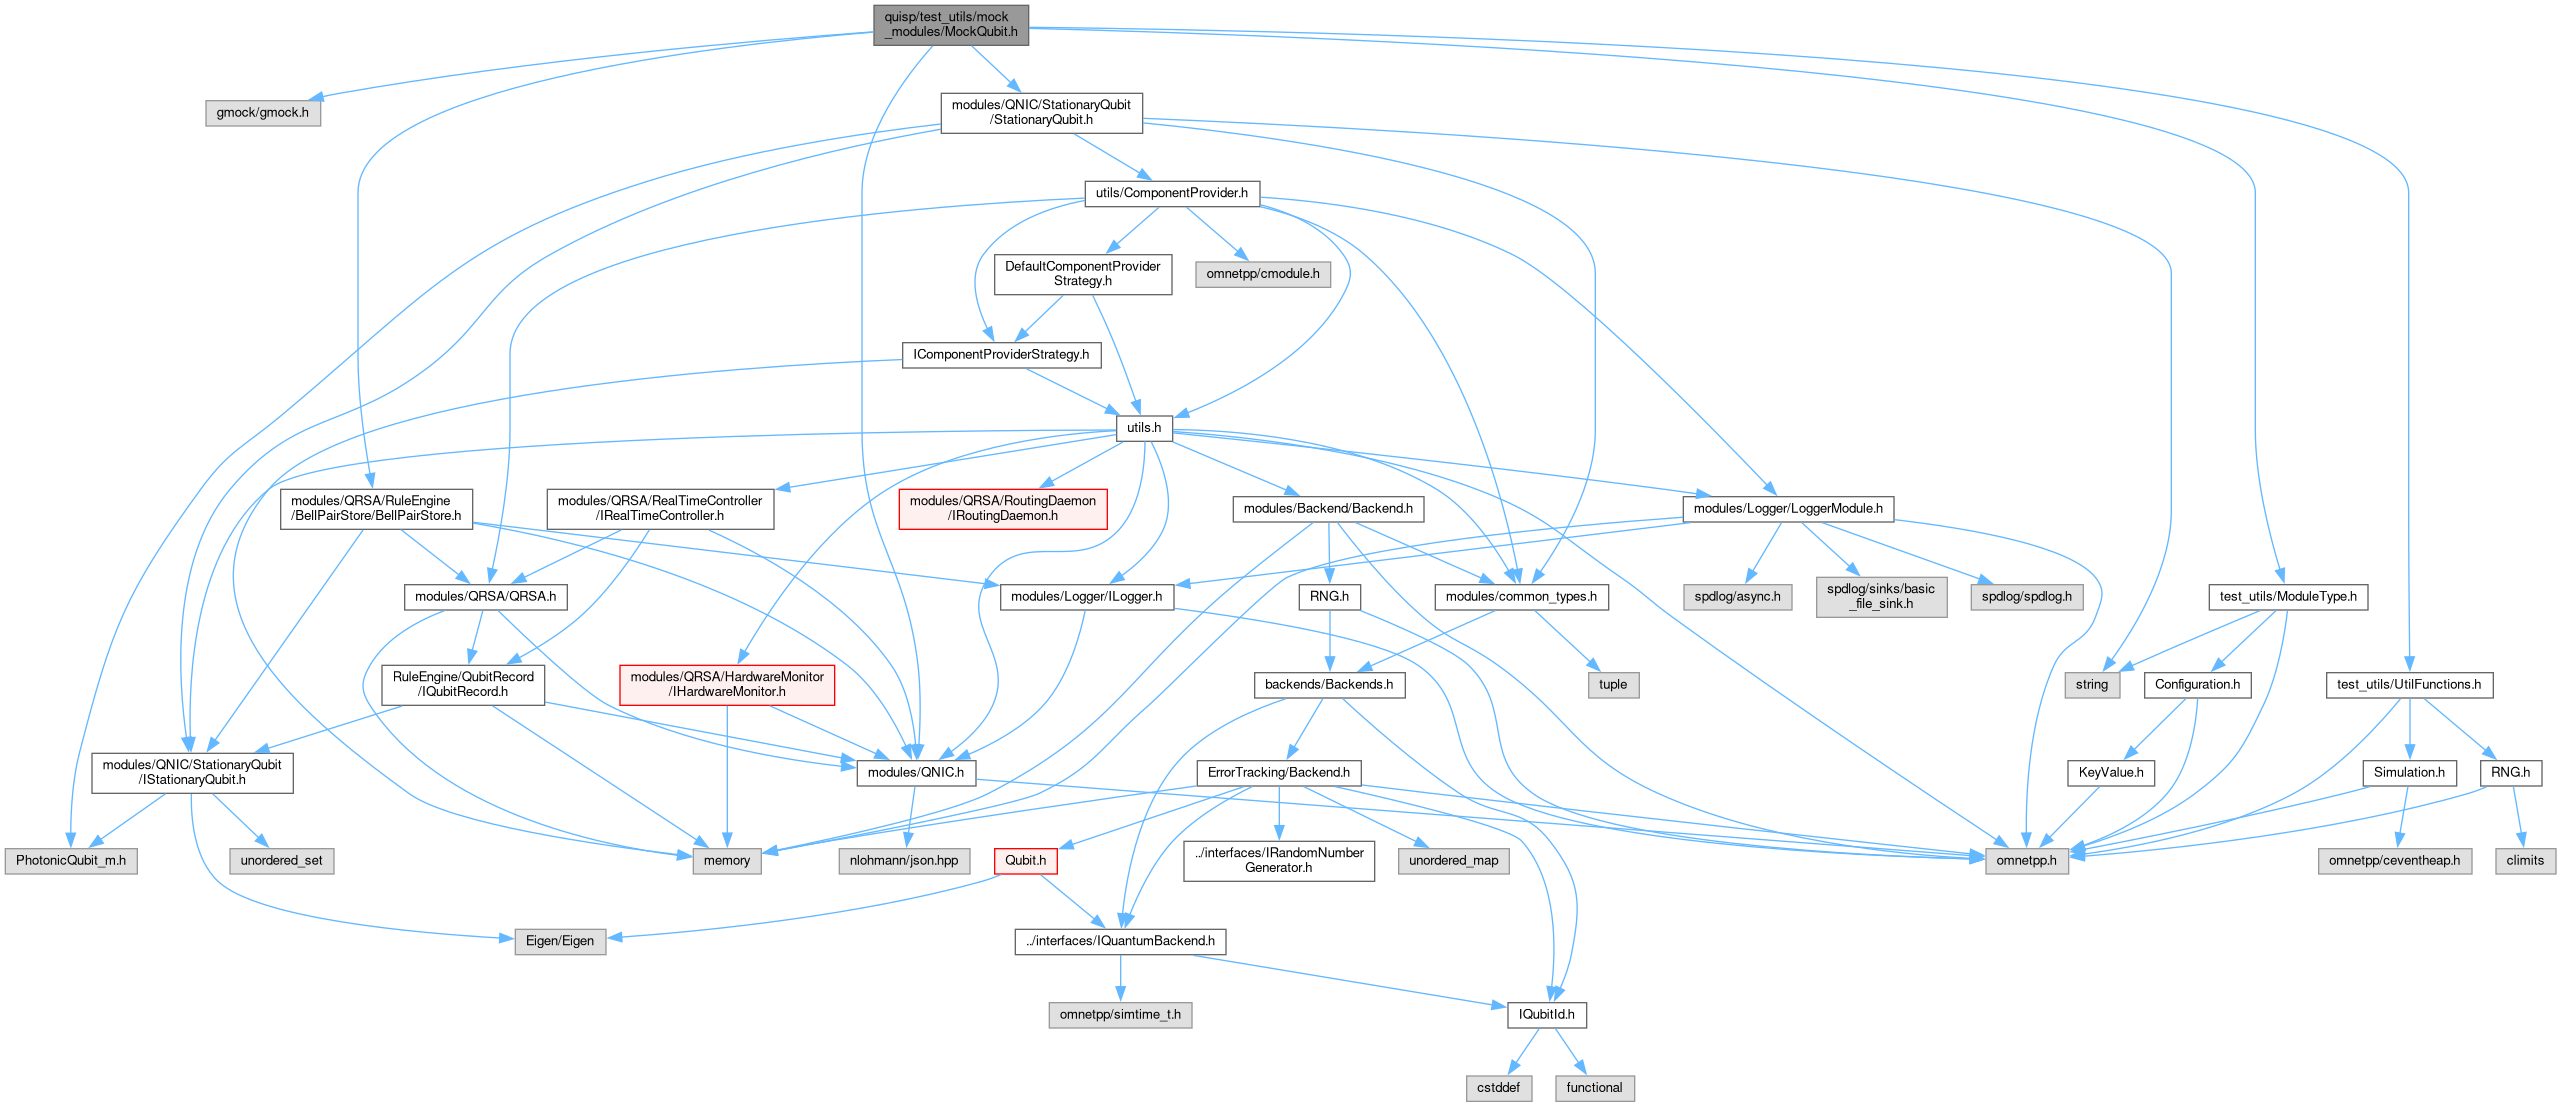 quisp/test_utils/mock
_modules/MockQubit.h
gmock/gmock.h
modules/QNIC/StationaryQubit
/StationaryQubit.h
utils/ComponentProvider.h
DefaultComponentProvider
Strategy.h
omnetpp/cmodule.h
IComponentProviderStrategy.h
utils.h
modules/QRSA/RuleEngine
/BellPairStore/BellPairStore.h
modules/QRSA/RealTimeController
/IRealTimeController.h
modules/QRSA/RoutingDaemon
/IRoutingDaemon.h
modules/Backend/Backend.h
modules/Logger/LoggerModule.h
modules/QRSA/QRSA.h
modules/Logger/ILogger.h
RNG.h
modules/common_types.h
spdlog/async.h
spdlog/sinks/basic
_file_sink.h
spdlog/spdlog.h
test_utils/ModuleType.h
RuleEngine/QubitRecord
/IQubitRecord.h
modules/QRSA/HardwareMonitor
/IHardwareMonitor.h
backends/Backends.h
tuple
string
Configuration.h
test_utils/UtilFunctions.h
modules/QNIC/StationaryQubit
/IStationaryQubit.h
modules/QNIC.h
ErrorTracking/Backend.h
KeyValue.h
Simulation.h
RNG.h
PhotonicQubit_m.h
unordered_set
memory
nlohmann/json.hpp
Qubit.h
../interfaces/IRandomNumber
Generator.h
unordered_map
omnetpp.h
omnetpp/ceventheap.h
climits
Eigen/Eigen
../interfaces/IQuantumBackend.h
omnetpp/simtime_t.h
IQubitId.h
cstddef
functional